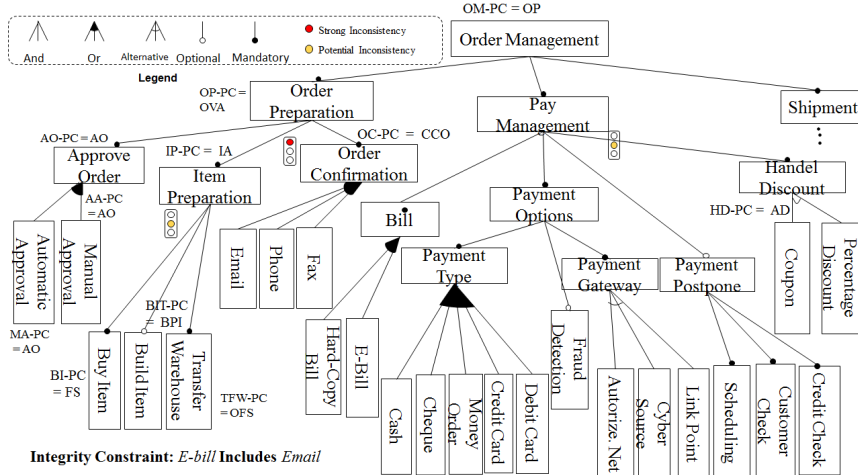 OM-PC = OP
Order Management
Strong Inconsistency
Potential Inconsistency
And
Or
Alternative
Optional
Mandatory
Legend
OP-PC=
OVA
Order
Preparation
Pay
Management
Shipment
AO-PC=AO
Approve
Order
IP-PC = IA
Item
Preparation
OC-PC = CCO
Order
Confirmation
Handel
Discount
HD-PC = AD
AA-PC
=AO
Bill
Payment
Options
Automatic
Approval
Manual
Approval
Email
Phone
Fax
Payment
Type
Payment
Gateway
Payment
Postpone
Coupon
Percentage
Discount
MA-PC
=AO
BIT-PC
= BPI
BI-PC
=FS
Buy Item
Build Item
Transfer
Warehouse
TFW-PC
=OFS
Hard-Copy
Bill
E-Bill
Cash
Cheque
Money
Order
Credit Card
Debit Card
Fraud
Detection
Autorize. Net
Cyber
Source
Link Point
Scheduling
Customer
Check
Credit Check
Integrity Constraint: E-bill Includes Email